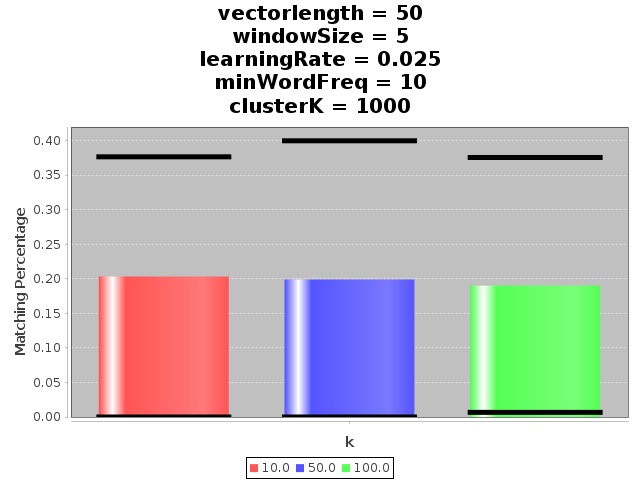 vectorlength = 50
windowSize = 5
learningRate = 0.025
minWordFreq = 10
clusterK = 1000
0.40
0.35
0.30
0.25
0.20
0.15
0.10
0.05
0.00
Matching Percentage
k
10.0 50.0 100.0